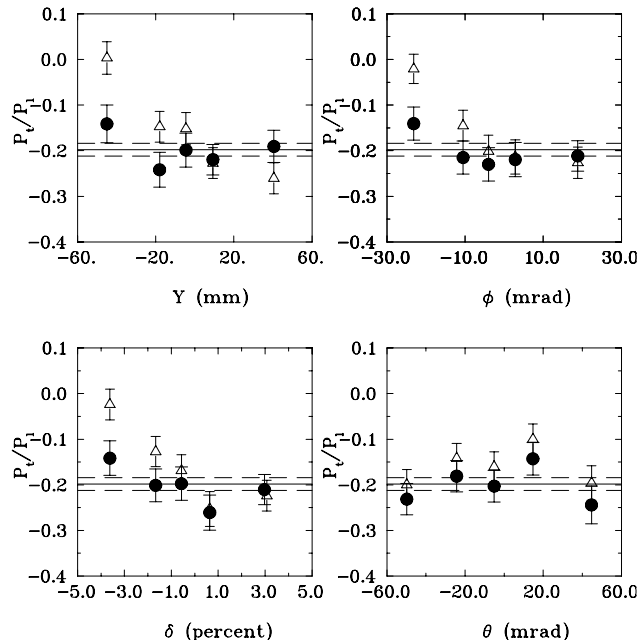 0.1 0.0 −0.1 −0.2 −0.3 −0.4
P_t/P_l
−60. −20. 20. 60.
Y (mm)
0.1 0.0 −0.1 −0.2 −0.3 −0.4
P_t/P_l
−30.0 −10.0 10.0 30.0
ϕ (mrad)
0.1 0.0 −0.1 −0.2 −0.3 −0.4
P_t/P_l
−5.0 −3.0 −1.0 1.0 3.0 5.0
δ (percent)
0.1 0.0 −0.1 −0.2 −0.3 −0.4
P_t/P_l
−60.0 −20.0 20.0 60.0
θ (mrad)